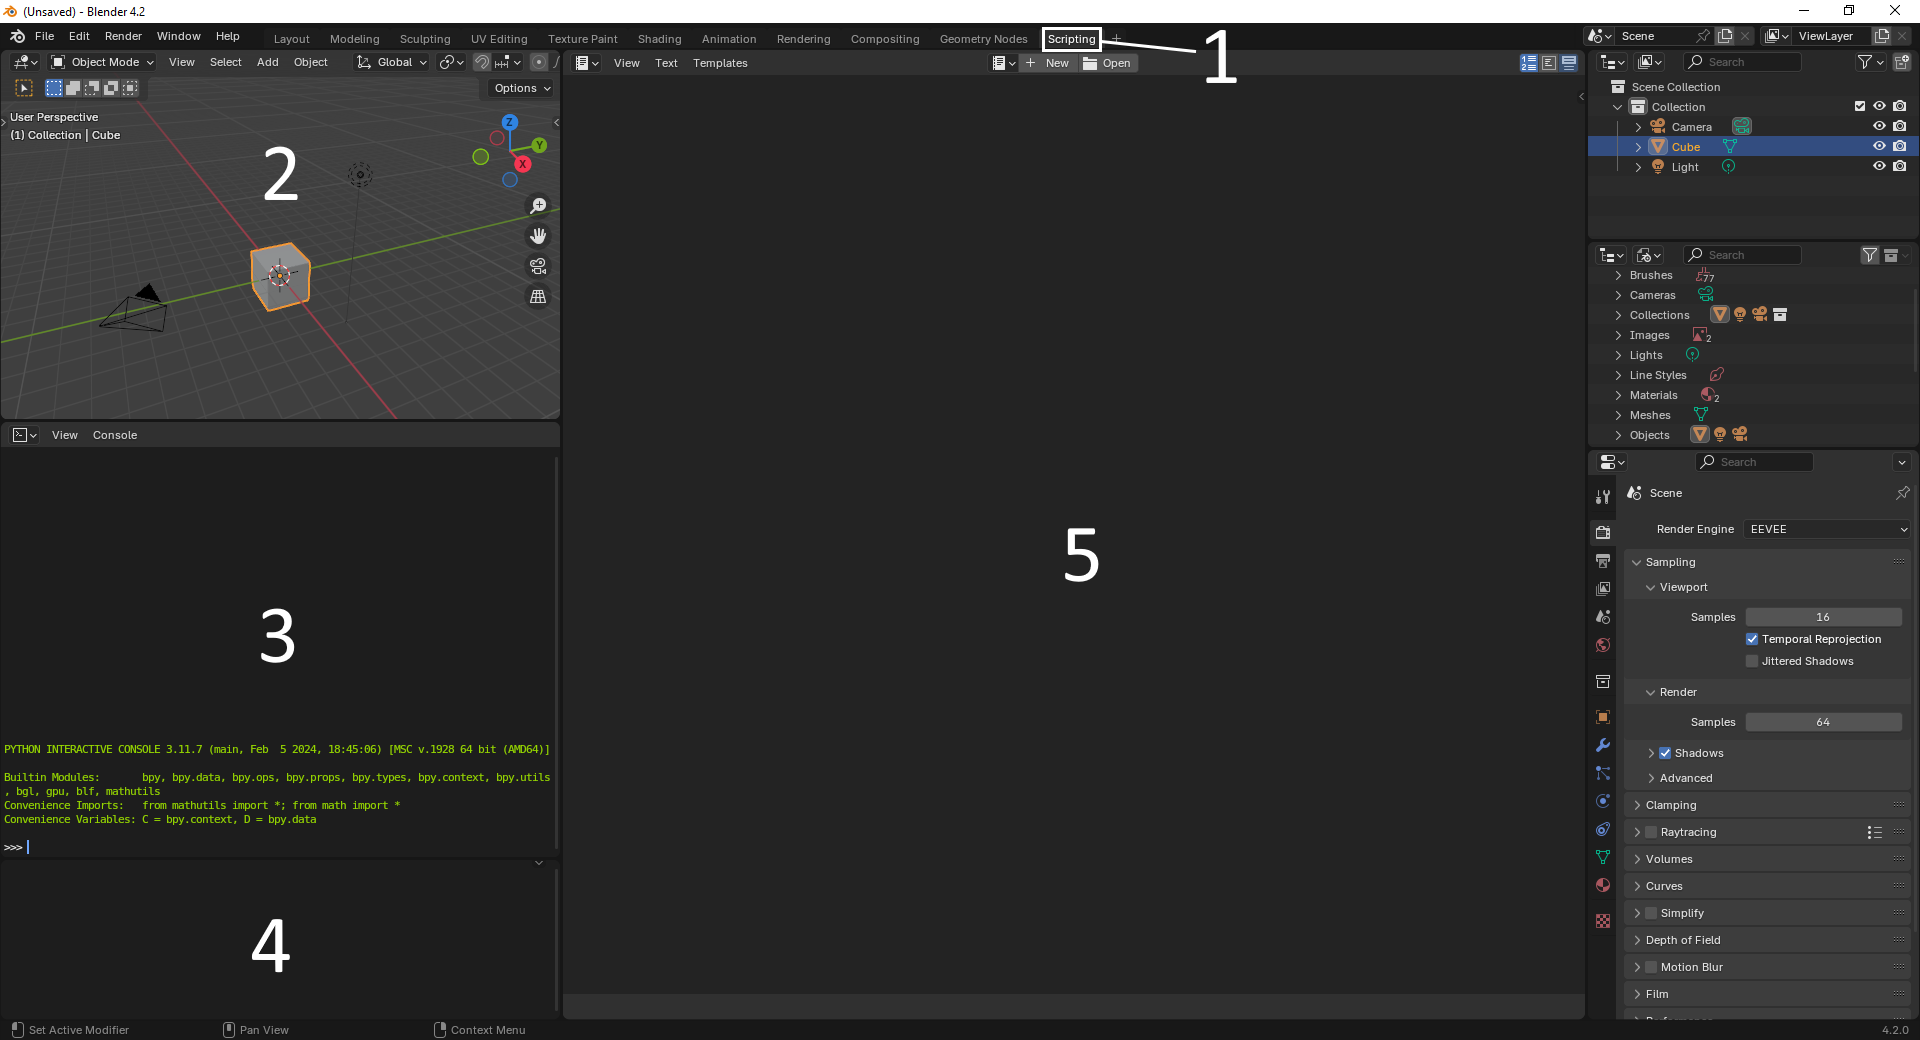 (Unsaved) - Blender 4.2
File Edit Render Window Help
Layout Modeling Sculpting UV Editing Texture Paint Shading Animation Rendering Compositing Geometry Nodes Scripting +
1
Scene
ViewLayer
Object Mode View Select Add Object Global
Options
User Perspective
(1) Collection | Cube
Z
Y
X
2
View Console
3
PYTHON INTERACTIVE CONSOLE 3.11.7 (main, Feb  5 2024, 18:45:06) [MSC v.1928 64 bit (AMD64)]
Builtin Modules:       bpy, bpy.data, bpy.ops, bpy.props, bpy.types, bpy.context, bpy.utils
, bgl, gpu, blf, mathutils
Convenience Imports:   from mathutils import *; from math import *
Convenience Variables: C = bpy.context, D = bpy.data
>>>
4
View Text Templates
+ New Open
5
Search
Scene Collection
Collection
Camera
Cube
Light
Search
Brushes 77
Cameras
Collections
Images 2
Lights
Line Styles
Materials 2
Meshes
Objects
Search
Scene
Render Engine EEVEE
Sampling
Viewport
Samples 16
Temporal Reprojection
Jittered Shadows
Render
Samples 64
Shadows
Advanced
Clamping
Raytracing
Volumes
Curves
Simplify
Depth of Field
Motion Blur
Film
Set Active Modifier Pan View Context Menu
4.2.0